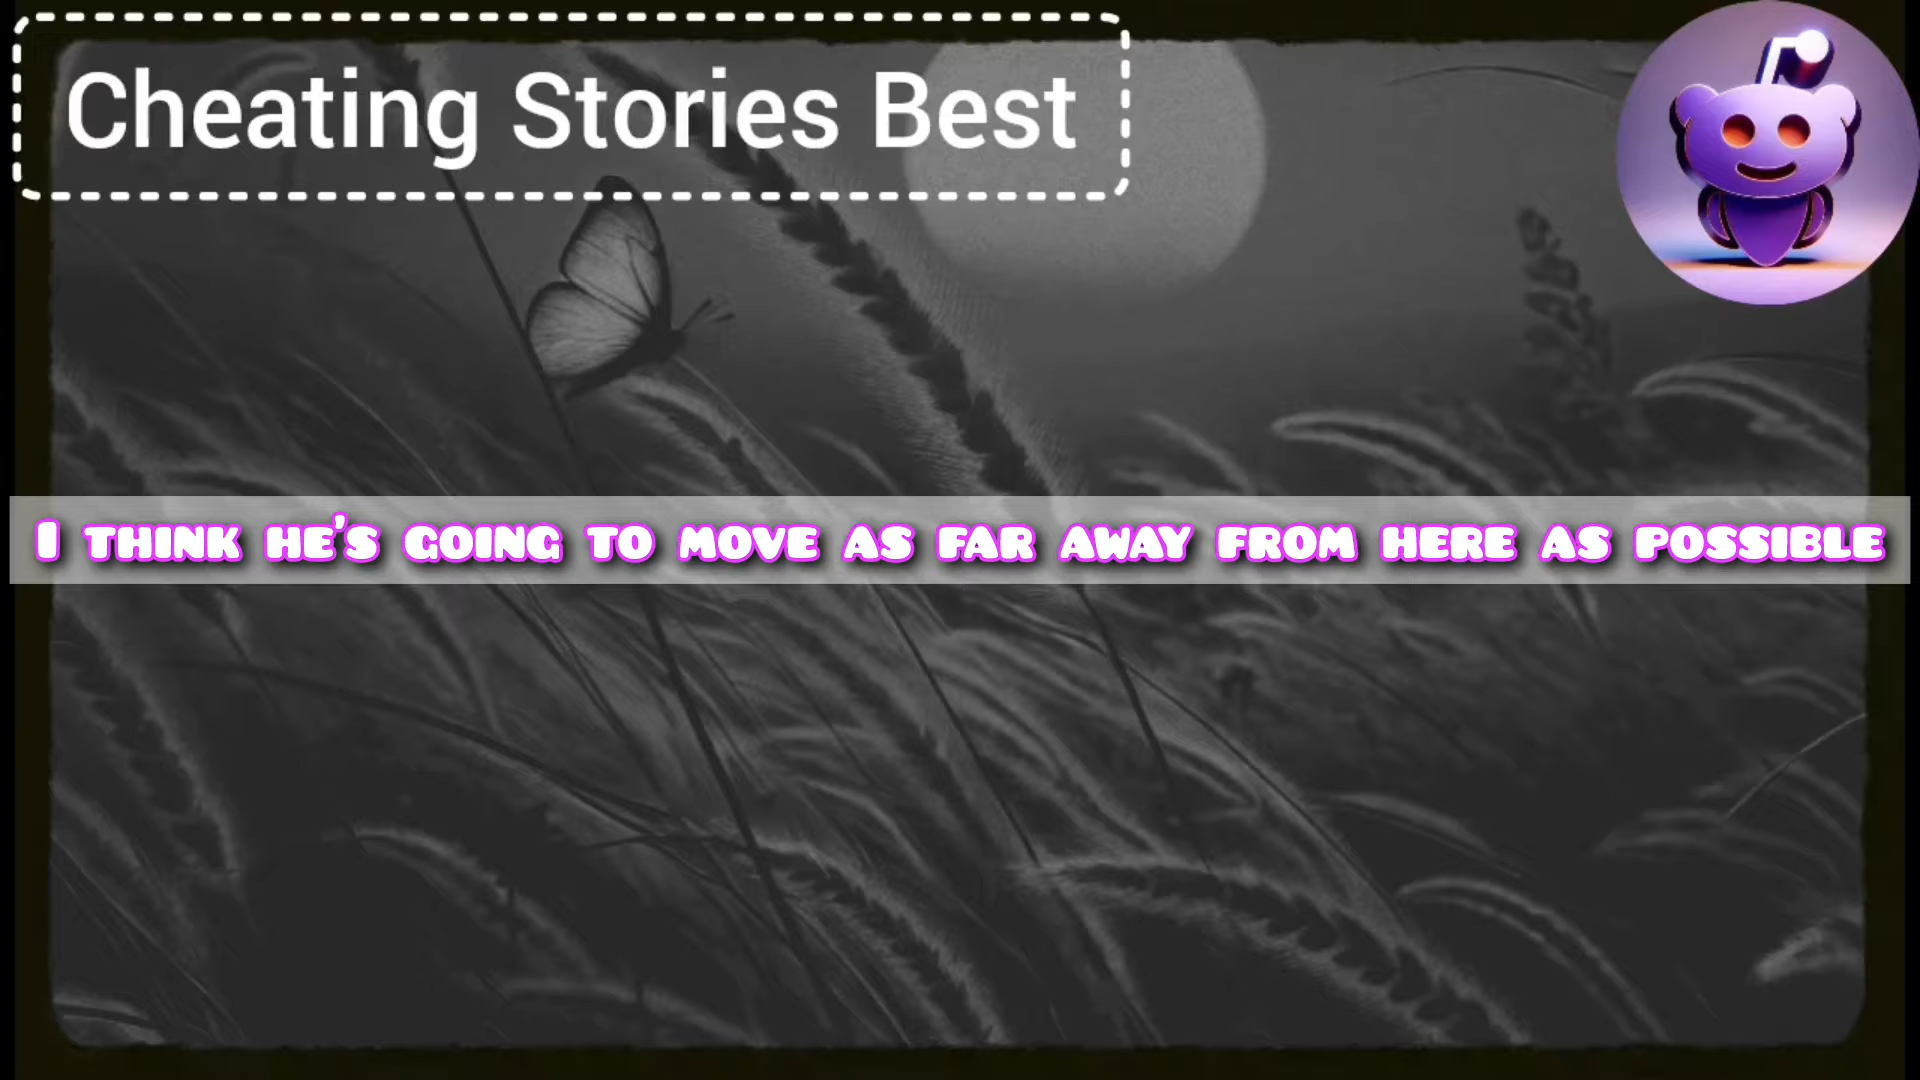 Cheating Stories Best
I THINK HE'S GOING TO MOVE AS FAR AWAY FROM HERE AS POSSIBLE